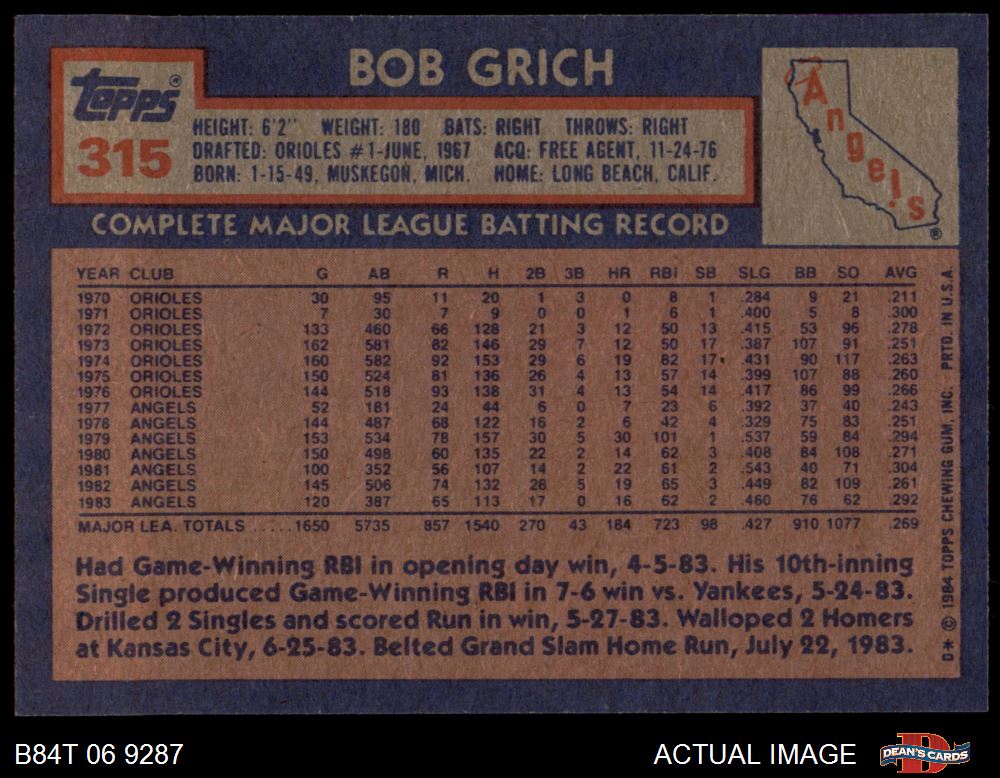 BOB GRICH
Topps®
315
HEIGHT: 6'2" WEIGHT: 180 BATS: RIGHT THROWS: RIGHT
DRAFTED: ORIOLES #1-JUNE, 1967 ACQ: FREE AGENT, 11-24-76
BORN: 1-15-49, MUSKEGON, MICH. HOME: LONG BEACH, CALIF.
Angels®
COMPLETE MAJOR LEAGUE BATTING RECORD
YEAR CLUB G AB R H 2B 3B HR RBI SB SLG BB SO AVG
1970 ORIOLES 30 95 11 20 1 3 0 8 1 .284 9 21 .211
1971 ORIOLES 7 30 7 9 0 0 1 6 1 .400 5 8 .300
1972 ORIOLES 133 460 66 128 21 3 12 50 13 .415 53 96 .278
1973 ORIOLES 162 581 82 146 29 7 12 50 17 .387 107 91 .251
1974 ORIOLES 160 582 92 153 29 6 19 82 17 .431 90 117 .263
1975 ORIOLES 150 524 81 136 26 4 13 57 14 .399 107 88 .260
1976 ORIOLES 144 518 93 138 31 4 13 54 14 .417 86 99 .266
1977 ANGELS 52 181 24 44 6 0 7 23 6 .392 37 40 .243
1978 ANGELS 144 487 68 122 16 2 6 42 4 .329 75 83 .251
1979 ANGELS 153 534 78 157 30 5 30 101 1 .537 59 84 .294
1980 ANGELS 150 498 60 135 22 2 14 62 3 .408 84 108 .271
1981 ANGELS 100 352 56 107 14 2 22 61 2 .543 40 71 .304
1982 ANGELS 145 506 74 132 28 5 19 65 3 .449 82 109 .261
1983 ANGELS 120 387 65 113 17 0 16 62 2 .460 76 62 .292
MAJOR LEA. TOTALS .....1650 5735 857 1540 270 43 184 723 98 .427 910 1077 .269
Had Game-Winning RBI in opening day win, 4-5-83. His 10th-inning
Single produced Game-Winning RBI in 7-6 win vs. Yankees, 5-24-83.
Drilled 2 Singles and scored Run in win, 5-27-83. Walloped 2 Homers
at Kansas City, 6-25-83. Belted Grand Slam Home Run, July 22, 1983.
D* © 1984 TOPPS CHEWING GUM, INC. PRTD. IN U.S.A.
B84T 06 9287
ACTUAL IMAGE
D
DEAN'S CARDS